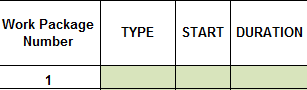 Work Package
Number
TYPE
START
DURATION
1